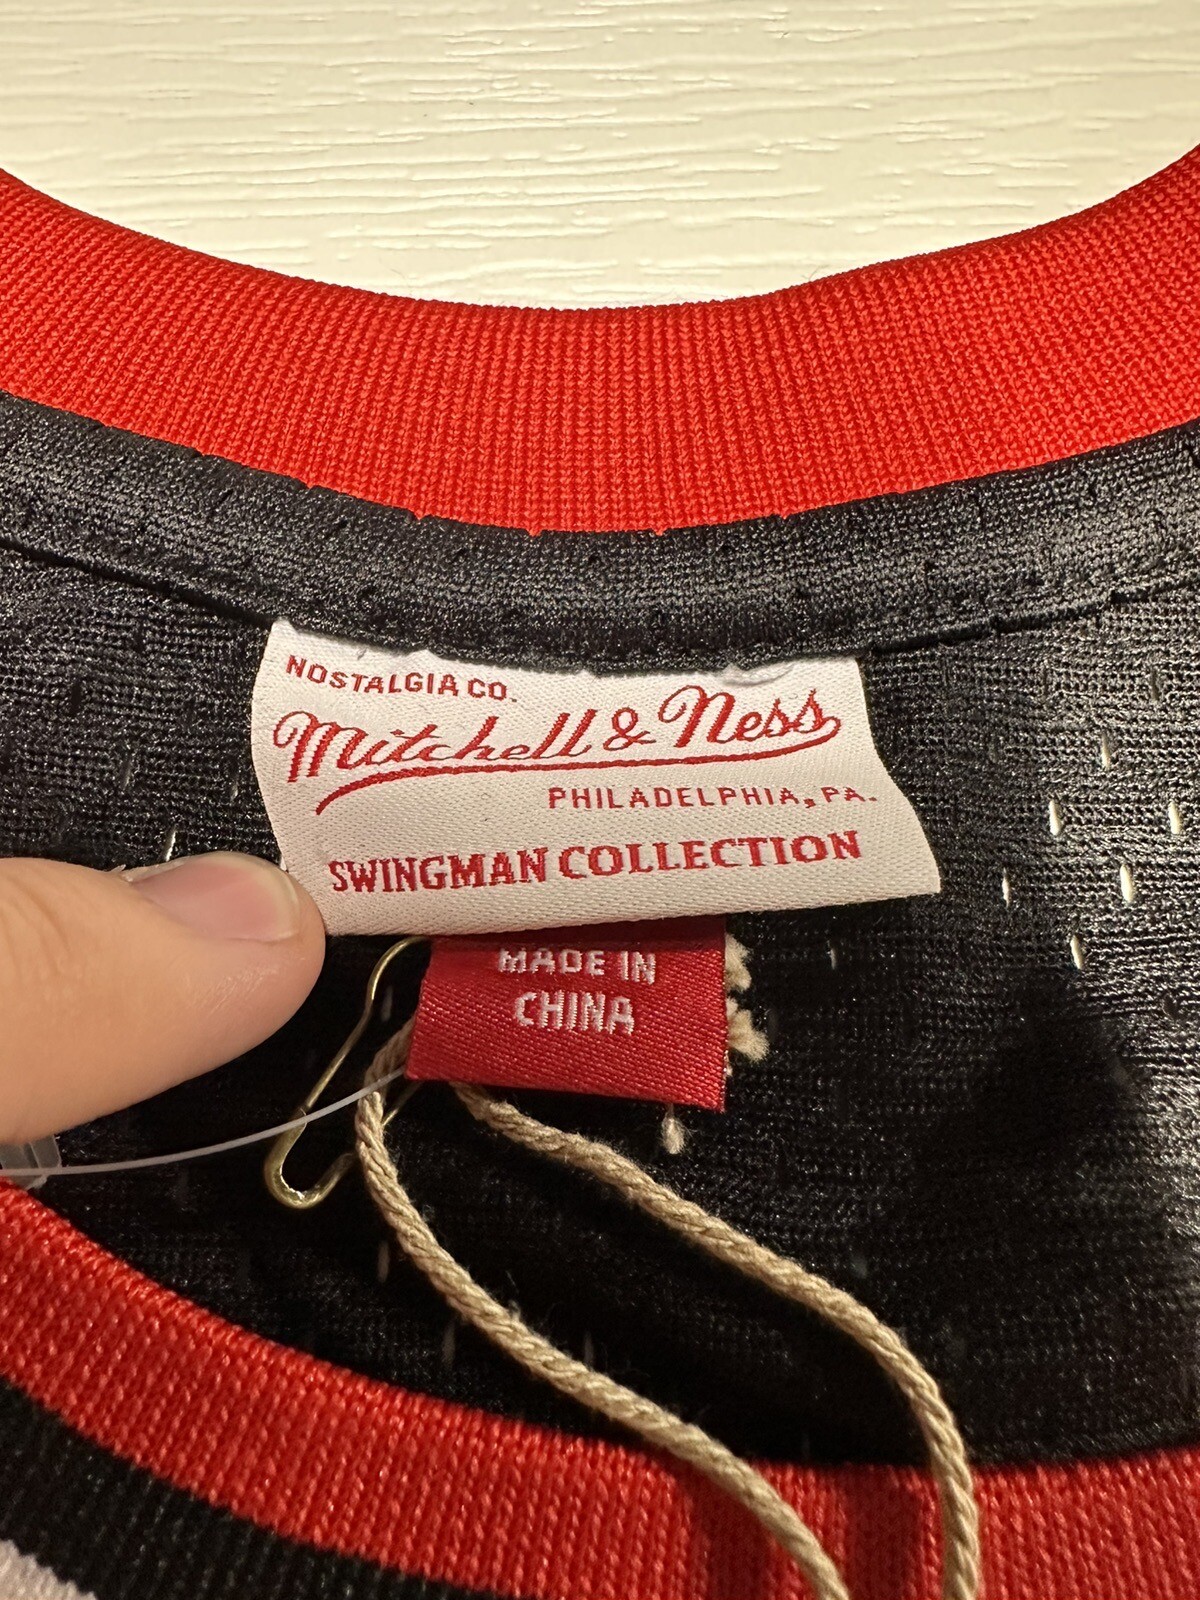 NOSTALGIA CO.
Mitchell & Ness
PHILADELPHIA, PA.
SWINGMAN COLLECTION
MADE IN
CHINA